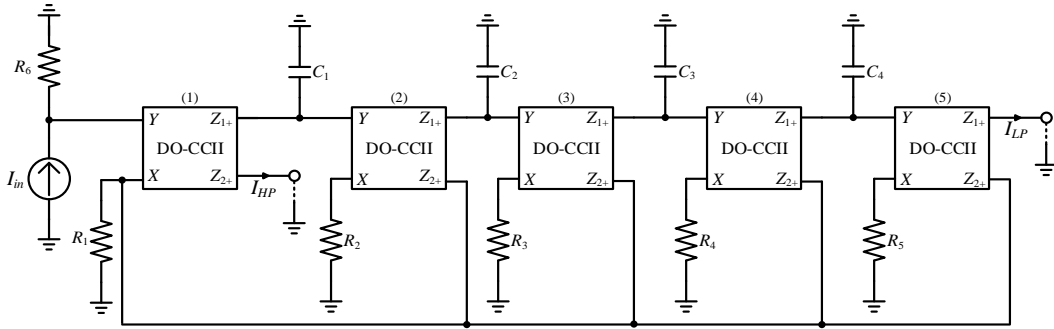 R6
C1
C2
C3
C4
(1)
(2)
(3)
(4)
(5)
Y Z1+
DO-CCII
X Z2+
Y Z1+
DO-CCII
X Z2+
Y Z1+
DO-CCII
X Z2+
Y Z1+
DO-CCII
X Z2+
Y Z1+
DO-CCII
X Z2+
ILP
Iin
IHP
R1
R2
R3
R4
R5